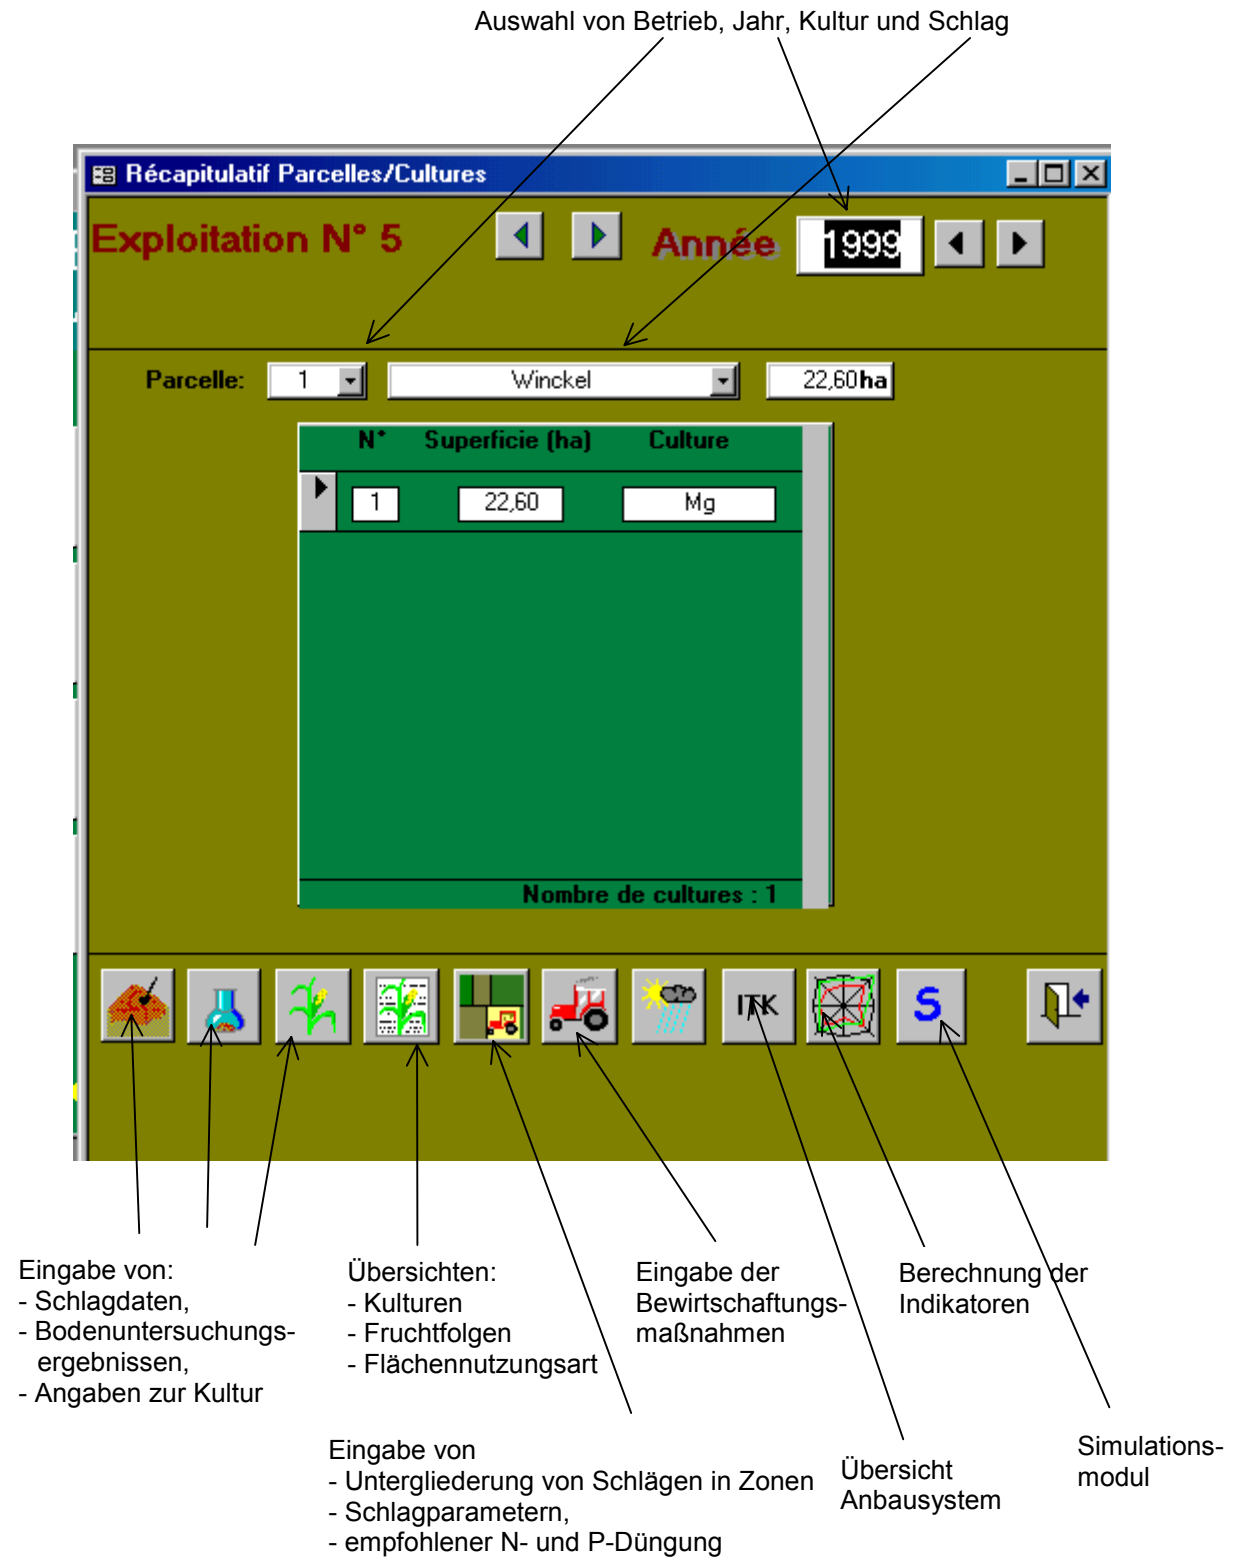 Auswahl von Betrieb, Jahr, Kultur und Schlag
Récapitulatif Parcelles/Cultures
Exploitation N° 5
Année
1999
Parcelle:
1
Winckel
22,60ha
N° Superficie (ha) Culture
1 22,60 Mg
Nombre de cultures : 1
ITK
S
Eingabe von:
- Schlagdaten,
- Bodenuntersuchungs-
ergebnissen,
- Angaben zur Kultur
Übersichten:
- Kulturen
- Fruchtfolgen
- Flächennutzungsart
Eingabe der
Bewirtschaftungs-
maßnahmen
Berechnung der
Indikatoren
Eingabe von
- Untergliederung von Schlägen in Zonen
- Schlagparametern,
- empfohlener N- und P-Düngung
Übersicht
Anbausystem
Simulations-
modul